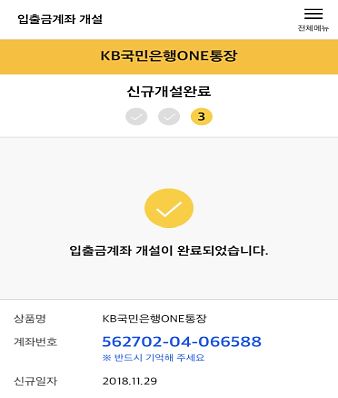 입출금계좌 개설
전체메뉴
KB국민은행ONE통장
신규개설완료
3
입출금계좌 개설이 완료되었습니다.
상품명 KB국민은행ONE통장
계좌번호 562702-04-066588
※ 반드시 기억해 주세요
신규일자 2018.11.29